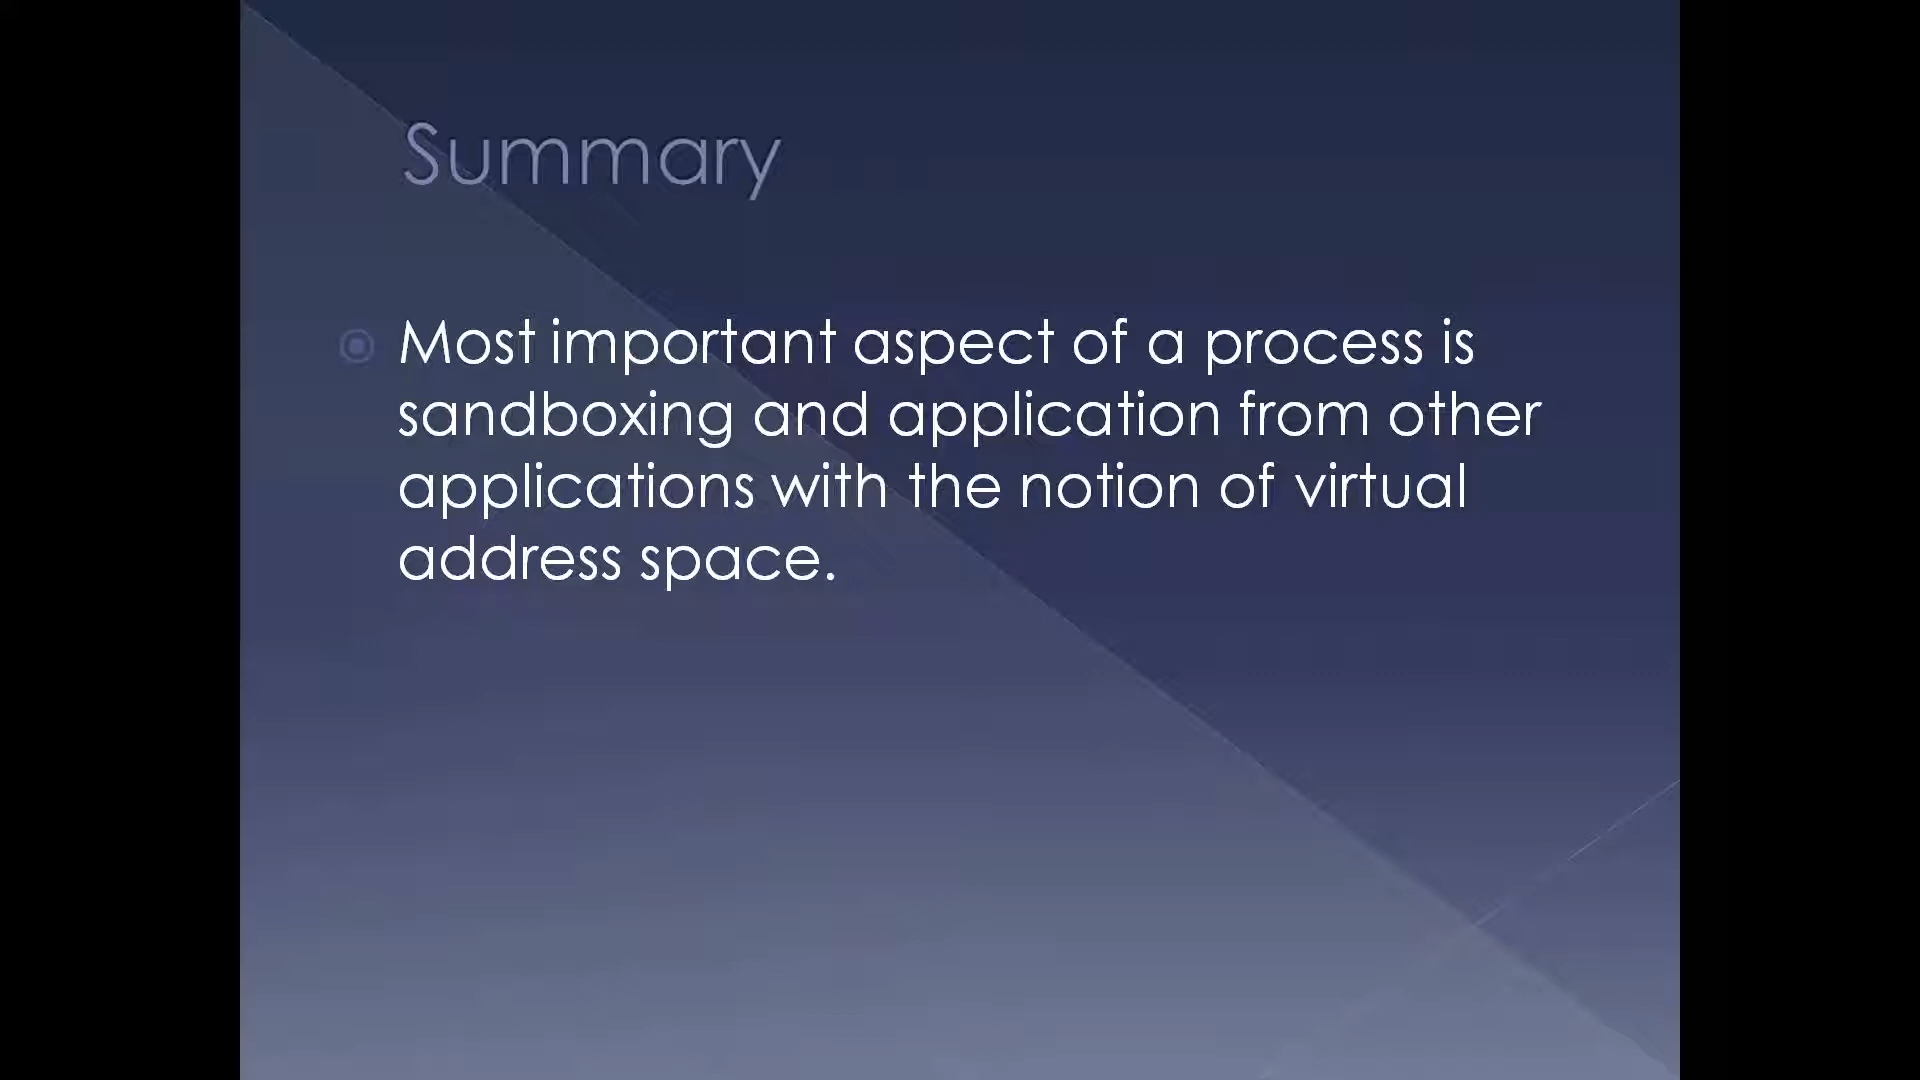 Summary
Most important aspect of a process is
sandboxing and application from other
applications with the notion of virtual
address space.